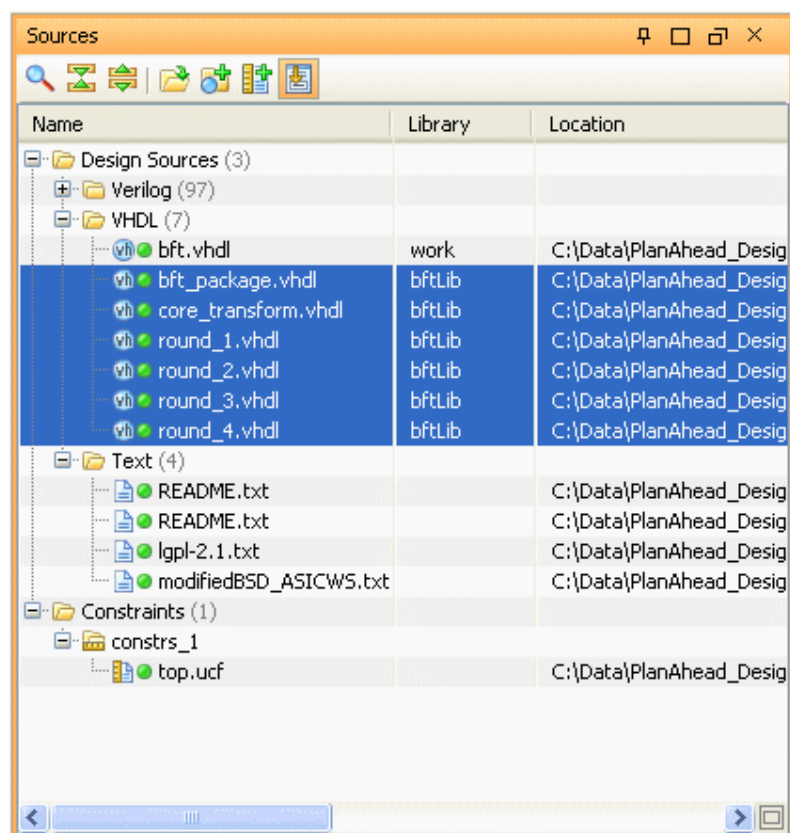 Sources
Name Library Location
Design Sources (3)
Verilog (97)
VHDL (7)
bft.vhdl work C:\Data\PlanAhead_Desig
bft_package.vhdl bftLib C:\Data\PlanAhead_Desig
core_transform.vhdl bftLib C:\Data\PlanAhead_Desig
round_1.vhdl bftLib C:\Data\PlanAhead_Desig
round_2.vhdl bftLib C:\Data\PlanAhead_Desig
round_3.vhdl bftLib C:\Data\PlanAhead_Desig
round_4.vhdl bftLib C:\Data\PlanAhead_Desig
Text (4)
README.txt C:\Data\PlanAhead_Desig
README.txt C:\Data\PlanAhead_Desig
lgpl-2.1.txt C:\Data\PlanAhead_Desig
modifiedBSD_ASICWS.txt C:\Data\PlanAhead_Desig
Constraints (1)
constrs_1
top.ucf C:\Data\PlanAhead_Desig